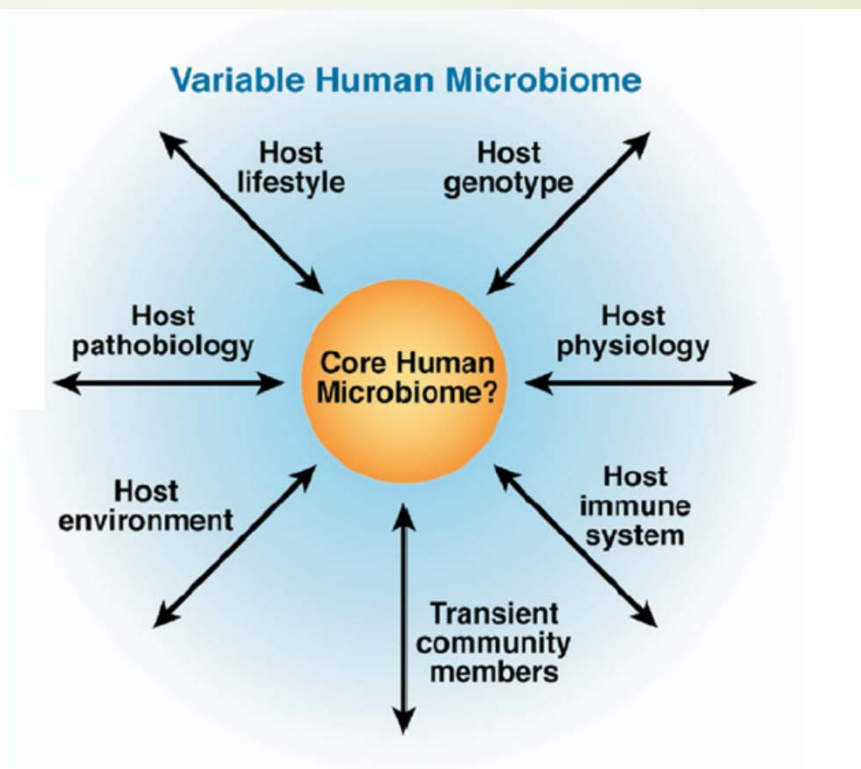 Variable Human Microbiome
Host
lifestyle
Host
genotype
Host
pathobiology
Core Human
Microbiome?
Host
physiology
Host
environment
Host
immune
system
Transient
community
members